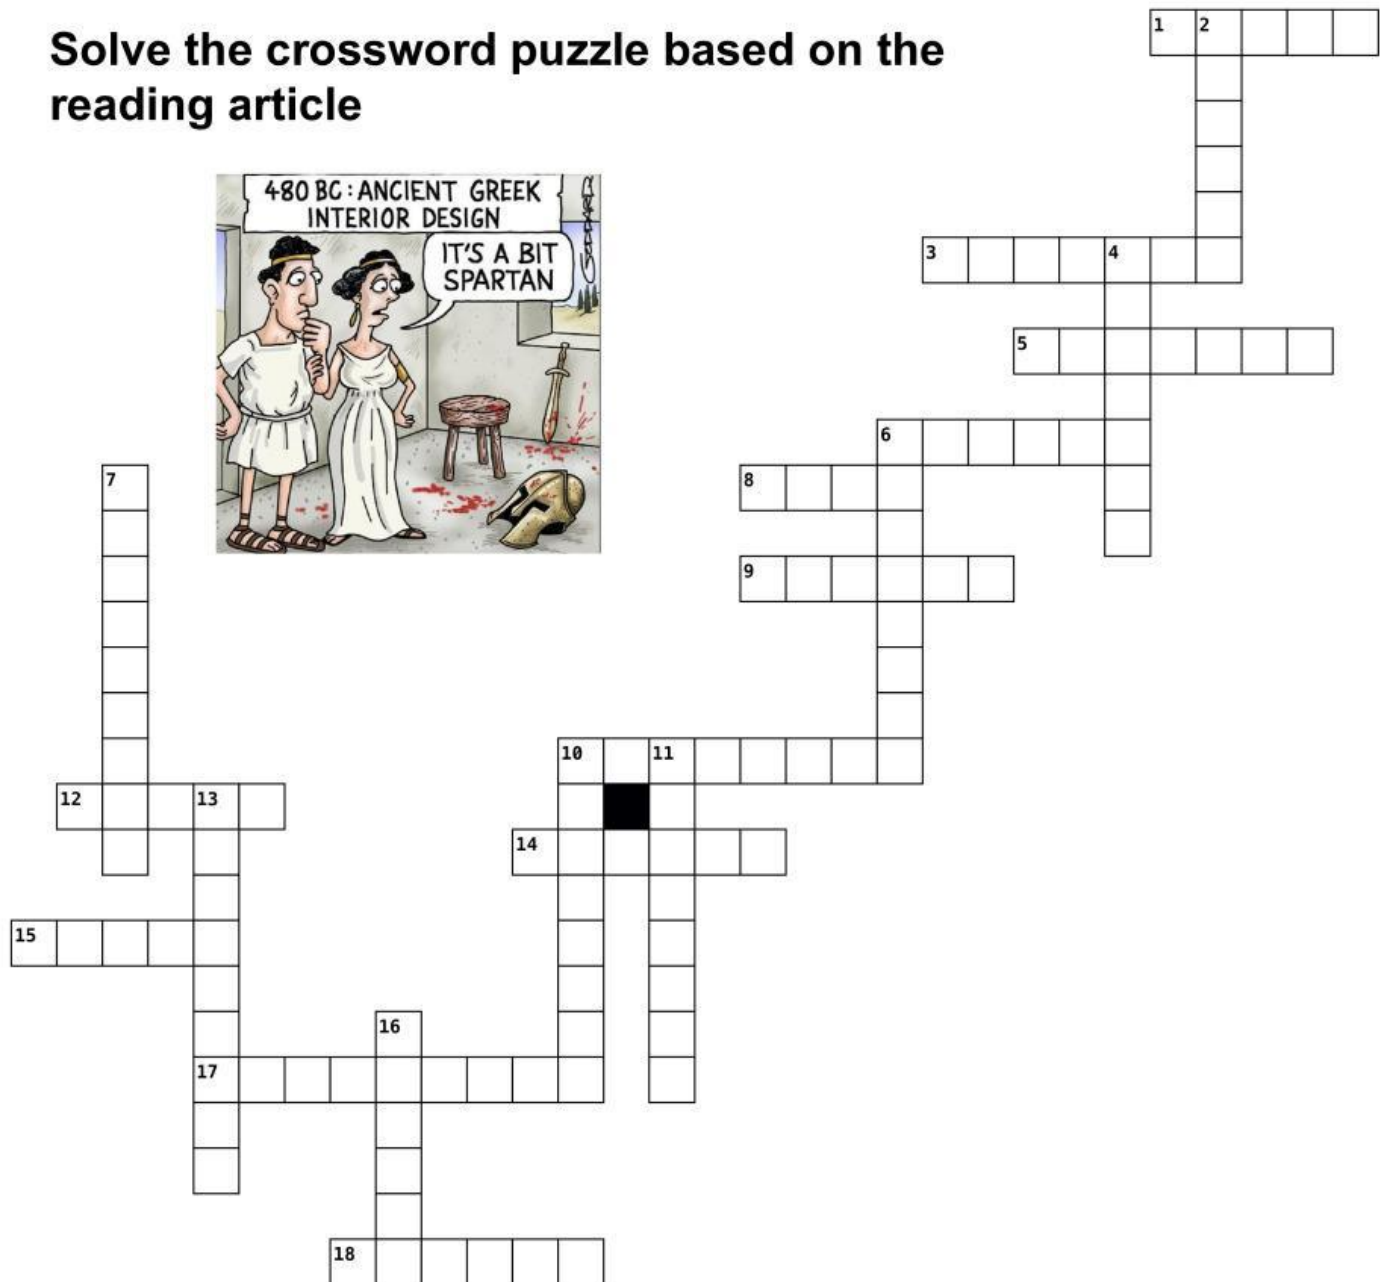 Solve the crossword puzzle based on the
reading article
480 BC : ANCIENT GREEK
INTERIOR DESIGN
IT'S A BIT
SPARTAN
1 2
3 4
5
6
7
8
9
10 11
12 13
14
15
16
17
18